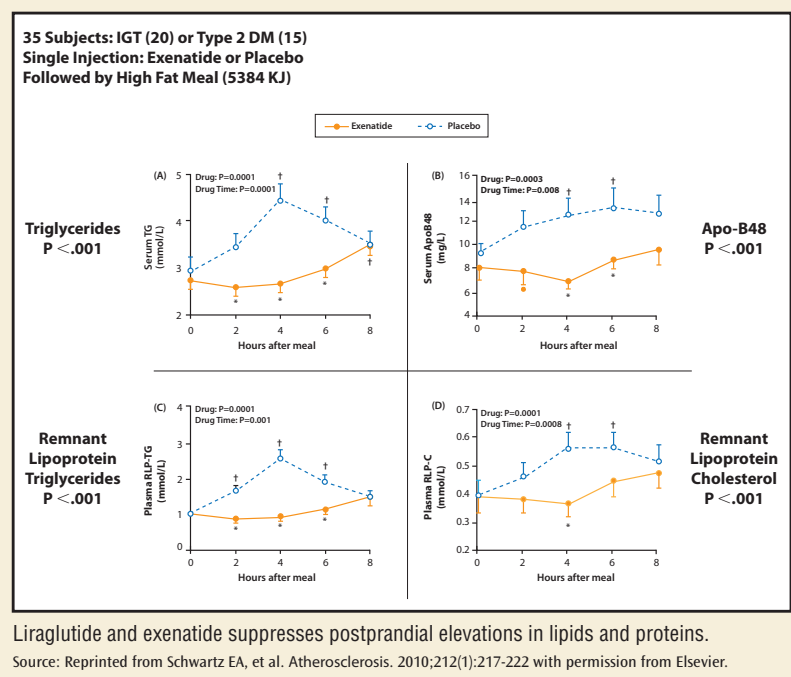 35 Subjects: IGT (20) or Type 2 DM (15)
Single Injection: Exenatide or Placebo
Followed by High Fat Meal (5384 KJ)
Exenatide
Placebo
Triglycerides
P <.001
(A)
Drug: P=0.0001
Drug Time: P=0.0001
Serum TG
(mmol/L)
5
4
3
2
†
†
†
*
*
*
0 2 4 6 8
Hours after meal
(B)
Drug: P=0.0003
Drug Time: P=0.008
Serum ApoB48
(mg/L)
16
14
12
10
8
6
4
†
†
*
*
0 2 4 6 8
Hours after meal
Apo-B48
P <.001
Remnant
Lipoprotein
Triglycerides
P <.001
(C)
Drug: P=0.0001
Drug Time: P=0.001
Plasma RLP-TG
(mmol/L)
4
3
2
1
0
†
†
†
*
*
*
0 2 4 6 8
Hours after meal
(D)
Drug: P=0.0001
Drug Time: P=0.0008
Plasma RLP-C
(mmol/L)
0.7
0.6
0.5
0.4
0.3
0.2
†
†
*
0 2 4 6 8
Hours after meal
Remnant
Lipoprotein
Cholesterol
P <.001
Liraglutide and exenatide suppresses postprandial elevations in lipids and proteins.
Source: Reprinted from Schwartz EA, et al. Atherosclerosis. 2010;212(1):217-222 with permission from Elsevier.